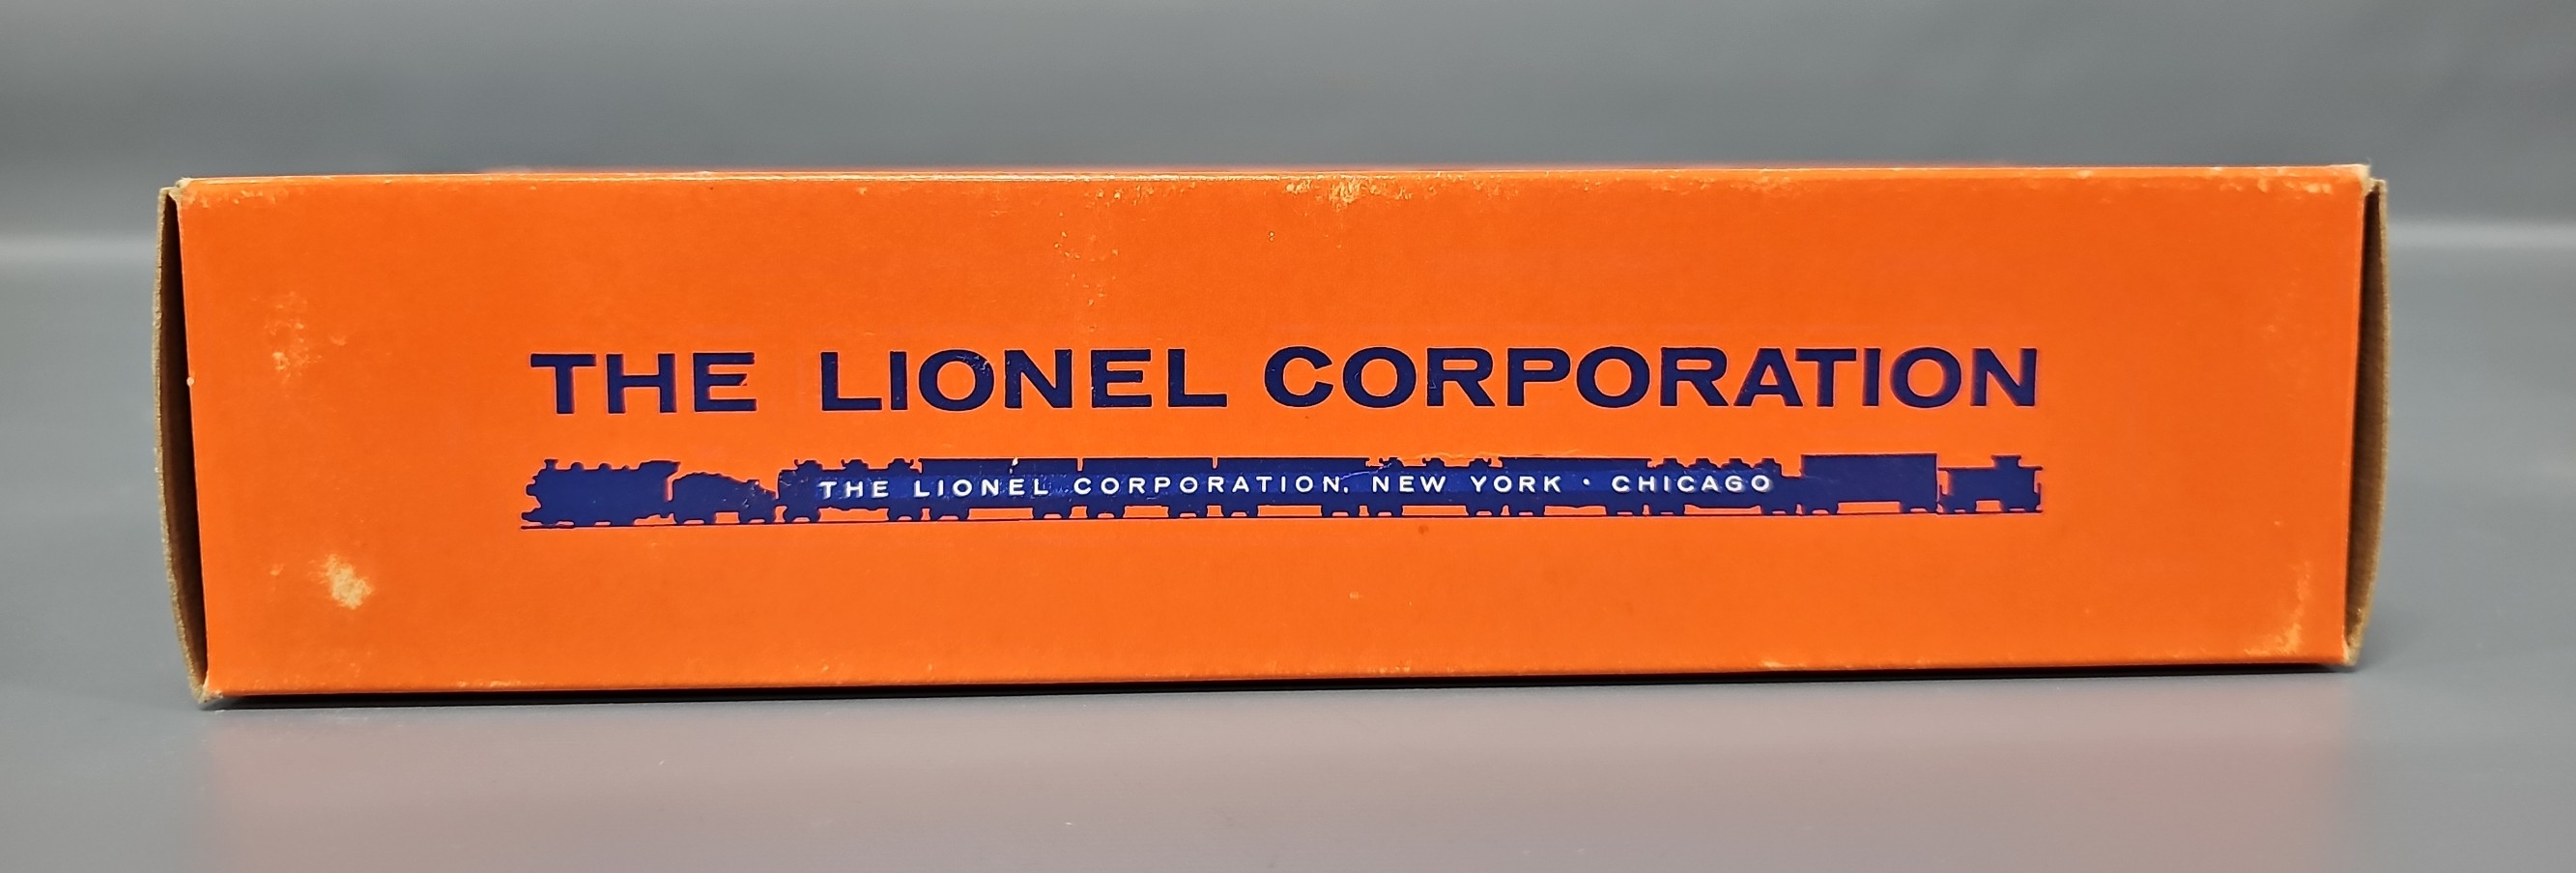 THE LIONEL CORPORATION
THE LIONEL CORPORATION, NEW YORK · CHICAGO